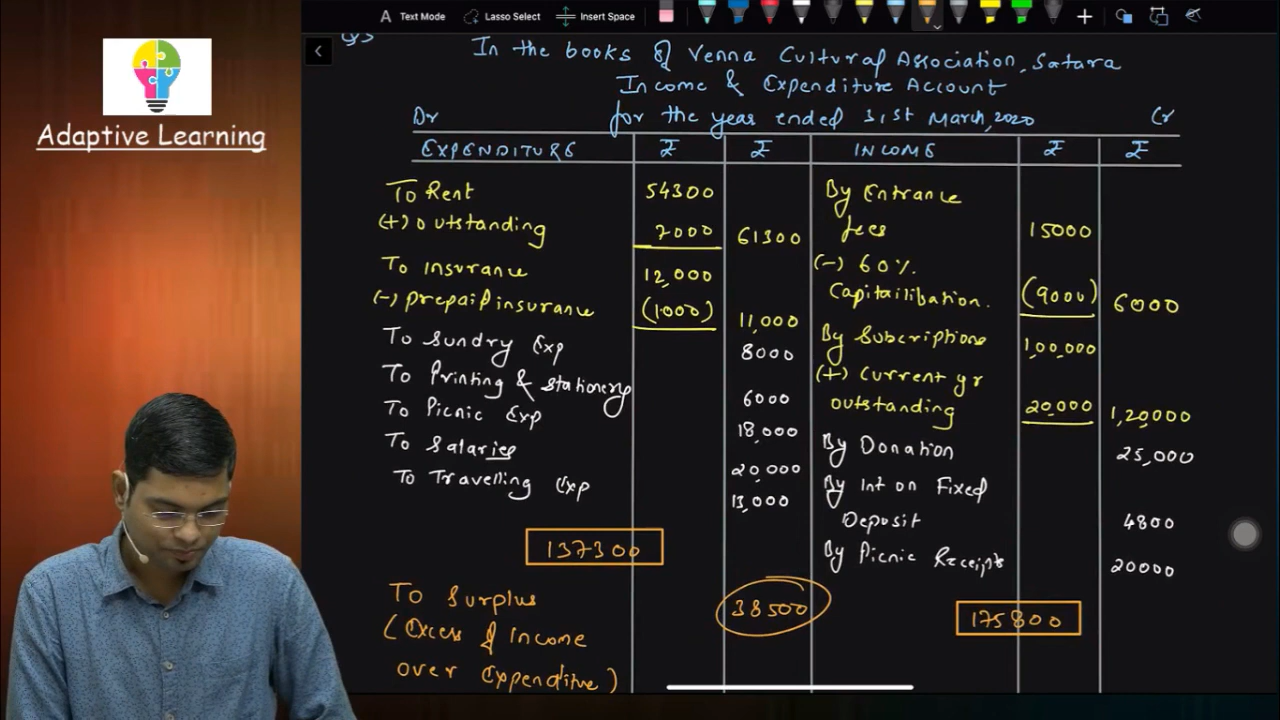 Text Mode
Lasso Select
Insert Space
Adaptive Learning
In the books of Venna Cultural Association, Satara
Income & Expenditure Account
Dr for the year ended 31st March, 2020 Cr
EXPENDITURE ₹ ₹ INCOME ₹ ₹
To Rent 54300
(+) Outstanding 7000 61300
To Insurance 12,000
(-) prepaid insurance (1000) 11,000
To Sundry Exp 8000
To Printing & Stationery 6000
To Picnic Exp 18,000
To Salaries 20,000
To Travelling Exp 13,000
137300
To Surplus 38500
(Excess of Income
over Expenditure)
By Entrance
fees 15000
(-) 60%
Capitailibation. (9000) 6000
By Subscriptions 1,00,000
(+) Current yr
outstanding 20,000 1,20,000
By Donation 25,000
By Int on Fixed
Deposit 4800
By Picnic Receipts 20000
175800